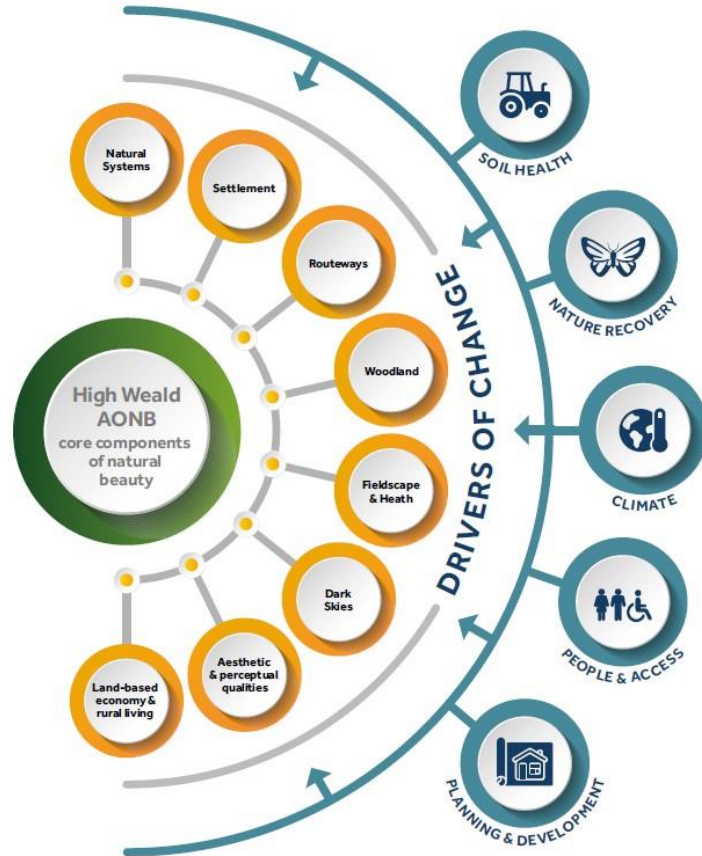 Natural
Systems
Settlement
Routeways
Woodland
Fieldscape
& Heath
Dark
Skies
Aesthetic
& perceptual
qualities
Land-based
economy &
rural living
High Weald
AONB
core components
of natural
beauty
DRIVERS OF CHANGE
SOIL HEALTH
NATURE RECOVERY
CLIMATE
PEOPLE & ACCESS
PLANNING & DEVELOPMENT